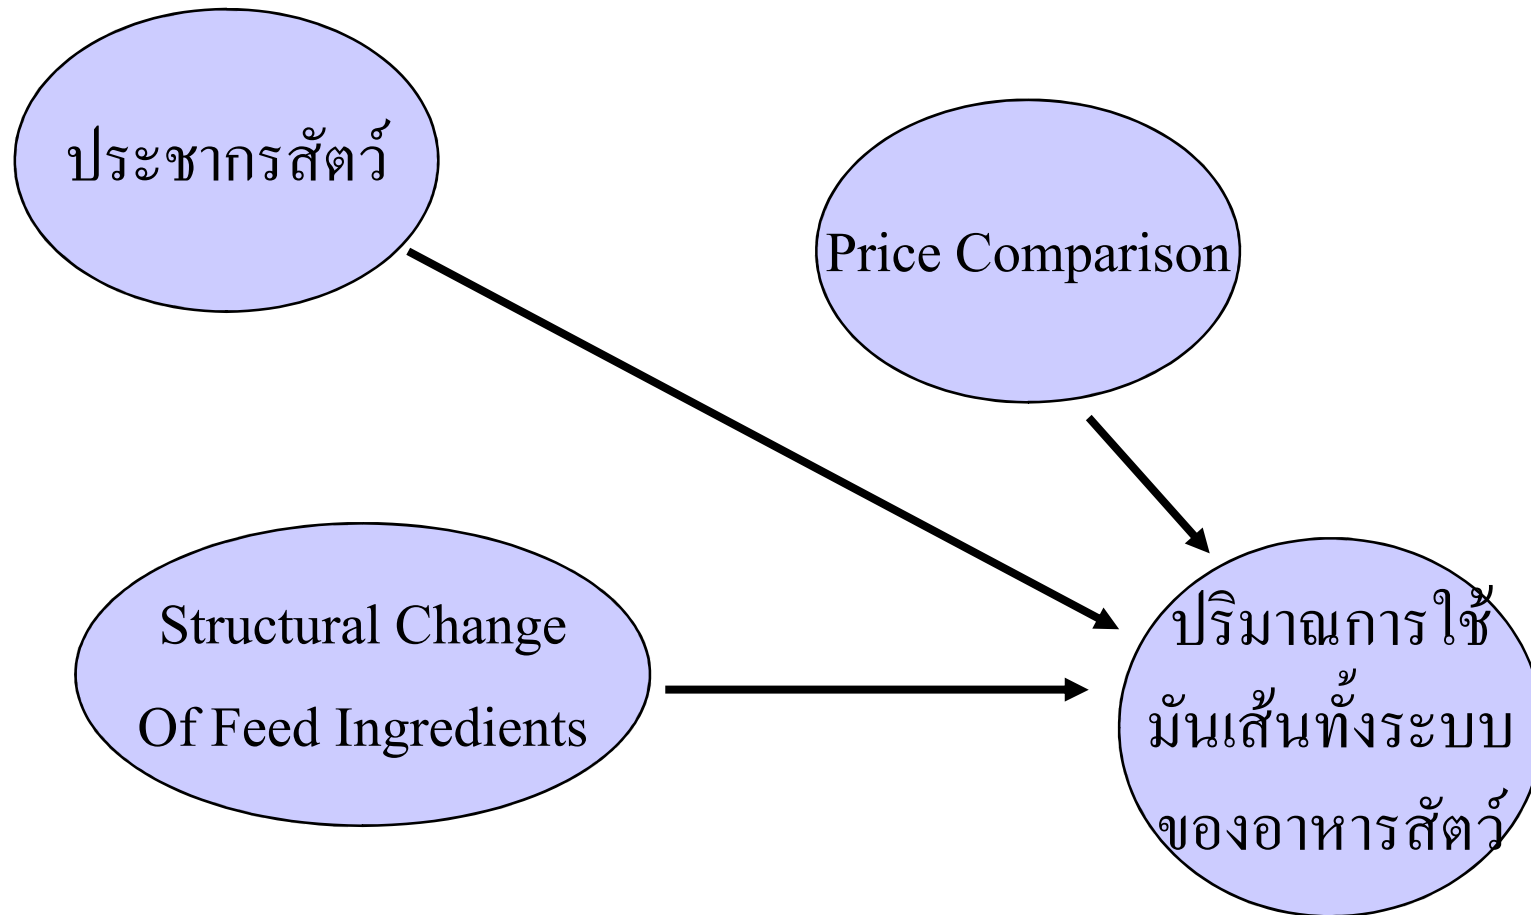 ประชากรสัตว์
Price Comparison
Structural Change
Of Feed Ingredients
ปริมาณการใช้
มันเส้นทั้งระบบ
ของอาหารสัตว์